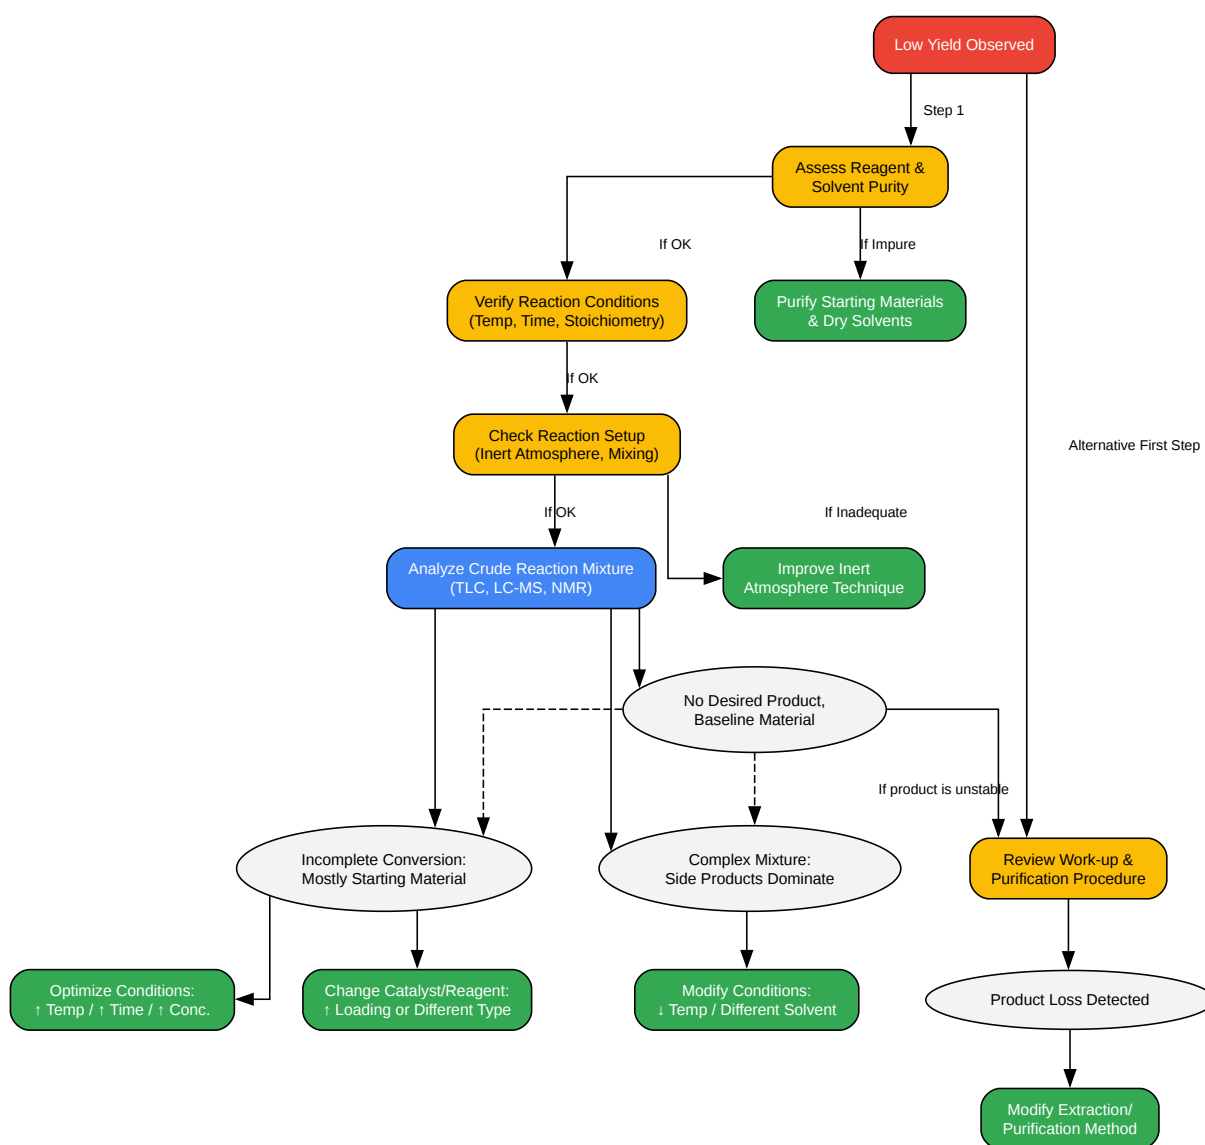 Low Yield Observed
Step 1
Assess Reagent &
Solvent Purity
If OK
If Impure
Verify Reaction Conditions
(Temp, Time, Stoichiometry)
Purify Starting Materials
& Dry Solvents
If OK
Check Reaction Setup
(Inert Atmosphere, Mixing)
Alternative First Step
If OK
If Inadequate
Analyze Crude Reaction Mixture
(TLC, LC-MS, NMR)
Improve Inert
Atmosphere Technique
No Desired Product,
Baseline Material
If product is unstable
Incomplete Conversion:
Mostly Starting Material
Complex Mixture:
Side Products Dominate
Review Work-up &
Purification Procedure
Optimize Conditions:
↑ Temp / ↑ Time / ↑ Conc.
Change Catalyst/Reagent:
↑ Loading or Different Type
Modify Conditions:
↓ Temp / Different Solvent
Product Loss Detected
Modify Extraction/
Purification Method